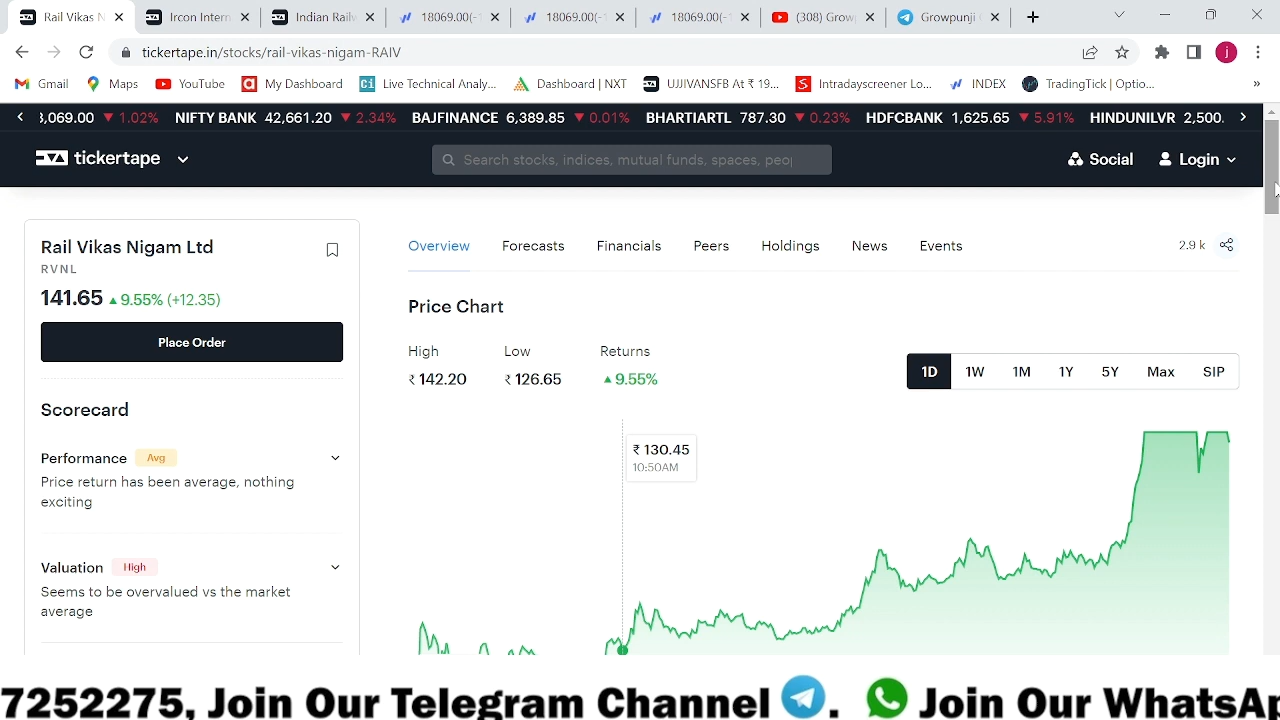 Rail Vikas N
Ircon Intern
Indian Railw
18069.00(-1
18069.00(-1
18069.00(-
(308) Grow
Growpunji
tickertape.in/stocks/rail-vikas-nigam-RAIV
j
Gmail
Maps
YouTube
My Dashboard
Live Technical Analy...
Dashboard | NXT
UJJIVANSFB At ₹ 19...
Intradayscreener Lo...
INDEX
TradingTick | Optio...
»
3,069.00 ▼ 1.02% NIFTY BANK 42,661.20 ▼ 2.34% BAJFINANCE 6,389.85 ▼ 0.01% BHARTIARTL 787.30 ▼ 0.23% HDFCBANK 1,625.65 ▼ 5.91% HINDUNILVR 2,500.
tickertape
Search stocks, indices, mutual funds, spaces, peop
Social
Login
Rail Vikas Nigam Ltd
RVNL
141.65 ▲ 9.55% (+12.35)
Place Order
Scorecard
Performance Avg
Price return has been average, nothing
exciting
Valuation High
Seems to be overvalued vs the market
average
Overview Forecasts Financials Peers Holdings News Events
2.9 k
Price Chart
High Low Returns
₹ 142.20 ₹ 126.65 ▲ 9.55%
1D 1W 1M 1Y 5Y Max SIP
₹ 130.45
10:50AM
7252275, Join Our Telegram Channel . Join Our WhatsAp